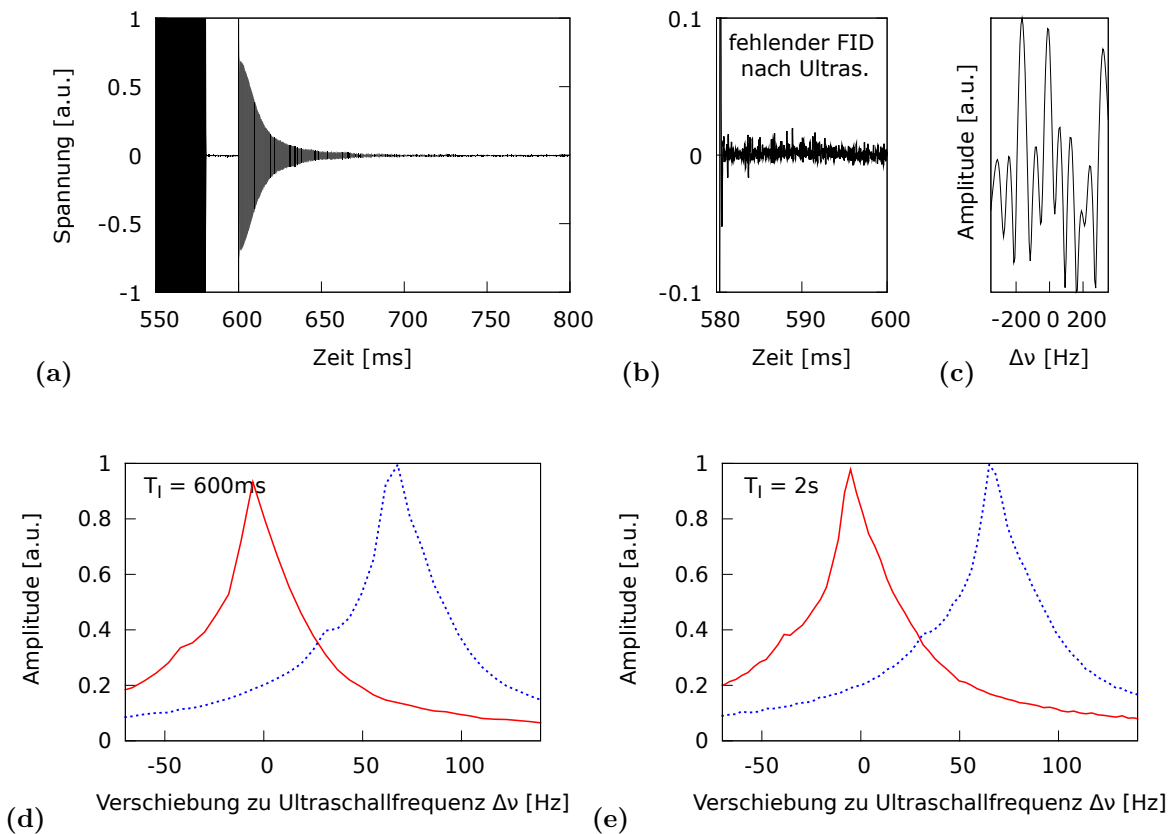 1
0.5
0
-0.5
-1
Spannung [a.u.]
550
600
650
700
750
800
Zeit [ms]
(a)
0.1
0
-0.1
fehlender FID
nach Ultras.
580
590
600
Zeit [ms]
(b)
Amplitude [a.u.]
-200 0 200
Δν [Hz]
(c)
1
0.8
0.6
0.4
0.2
0
Amplitude [a.u.]
T_I = 600ms
-50
0
50
100
Verschiebung zu Ultraschallfrequenz Δν [Hz]
(d)
1
0.8
0.6
0.4
0.2
0
Amplitude [a.u.]
T_I = 2s
-50
0
50
100
Verschiebung zu Ultraschallfrequenz Δν [Hz]
(e)